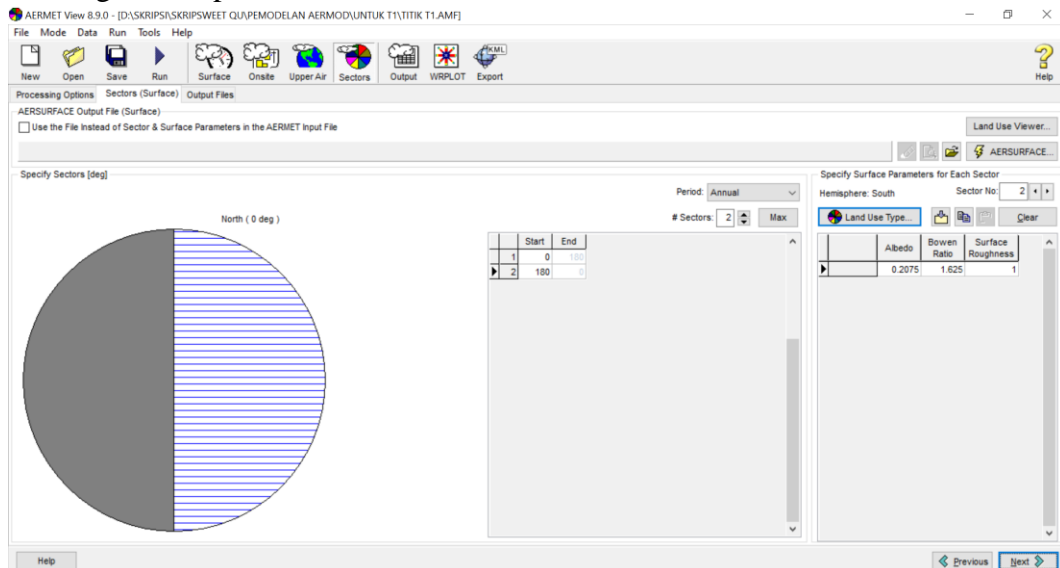 AERMET View 8.9.0 - [D:\SKRIPSI\SKRIPSWEET QU\PEMODELAN AERMOD\UNTUK T1\TITIK T1.AMF]
File Mode Data Run Tools Help
New Open Save Run Surface Onsite Upper Air Sectors Output WRPLOT Export Help
Processing Options Sectors (Surface) Output Files
AERSURFACE Output File (Surface)
Use the File Instead of Sector & Surface Parameters in the AERMET Input File
Land Use Viewer...
AERSURFACE...
Specify Sectors [deg]
Period: Annual
# Sectors: 2 Max
North ( 0 deg )
Start End
1 0 180
2 180 0
Specify Surface Parameters for Each Sector
Hemisphere: South Sector No: 2
Land Use Type... Clear
Albedo Bowen Ratio Surface Roughness
0.2075 1.625 1
Help Previous Next